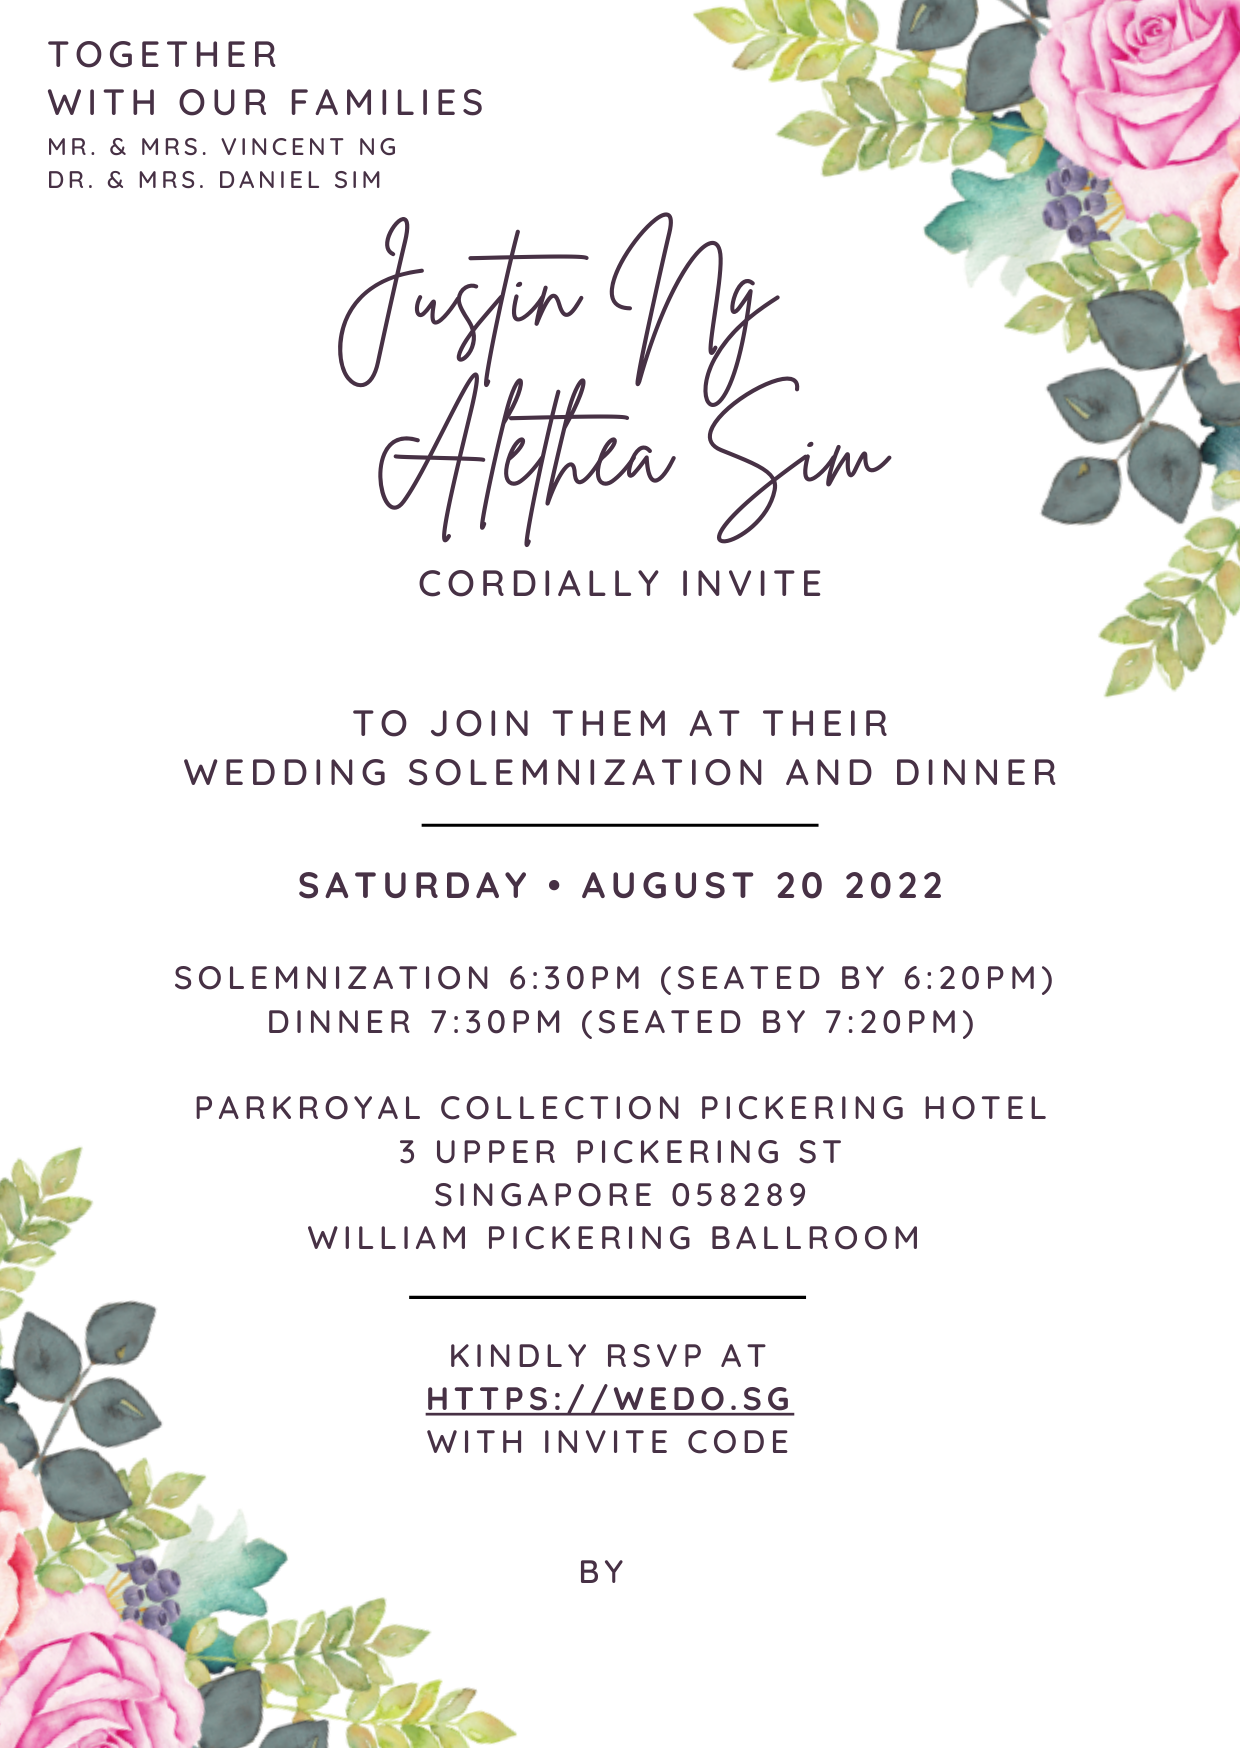 TOGETHER
WITH OUR FAMILIES
MR. & MRS. VINCENT NG
DR. & MRS. DANIEL SIM
Justin Ng
Alethea Sim
CORDIALLY INVITE
TO JOIN THEM AT THEIR
WEDDING SOLEMNIZATION AND DINNER
SATURDAY • AUGUST 20 2022
SOLEMNIZATION 6:30PM (SEATED BY 6:20PM)
DINNER 7:30PM (SEATED BY 7:20PM)
PARKROYAL COLLECTION PICKERING HOTEL
3 UPPER PICKERING ST
SINGAPORE 058289
WILLIAM PICKERING BALLROOM
KINDLY RSVP AT
HTTPS://WEDO.SG
WITH INVITE CODE
BY